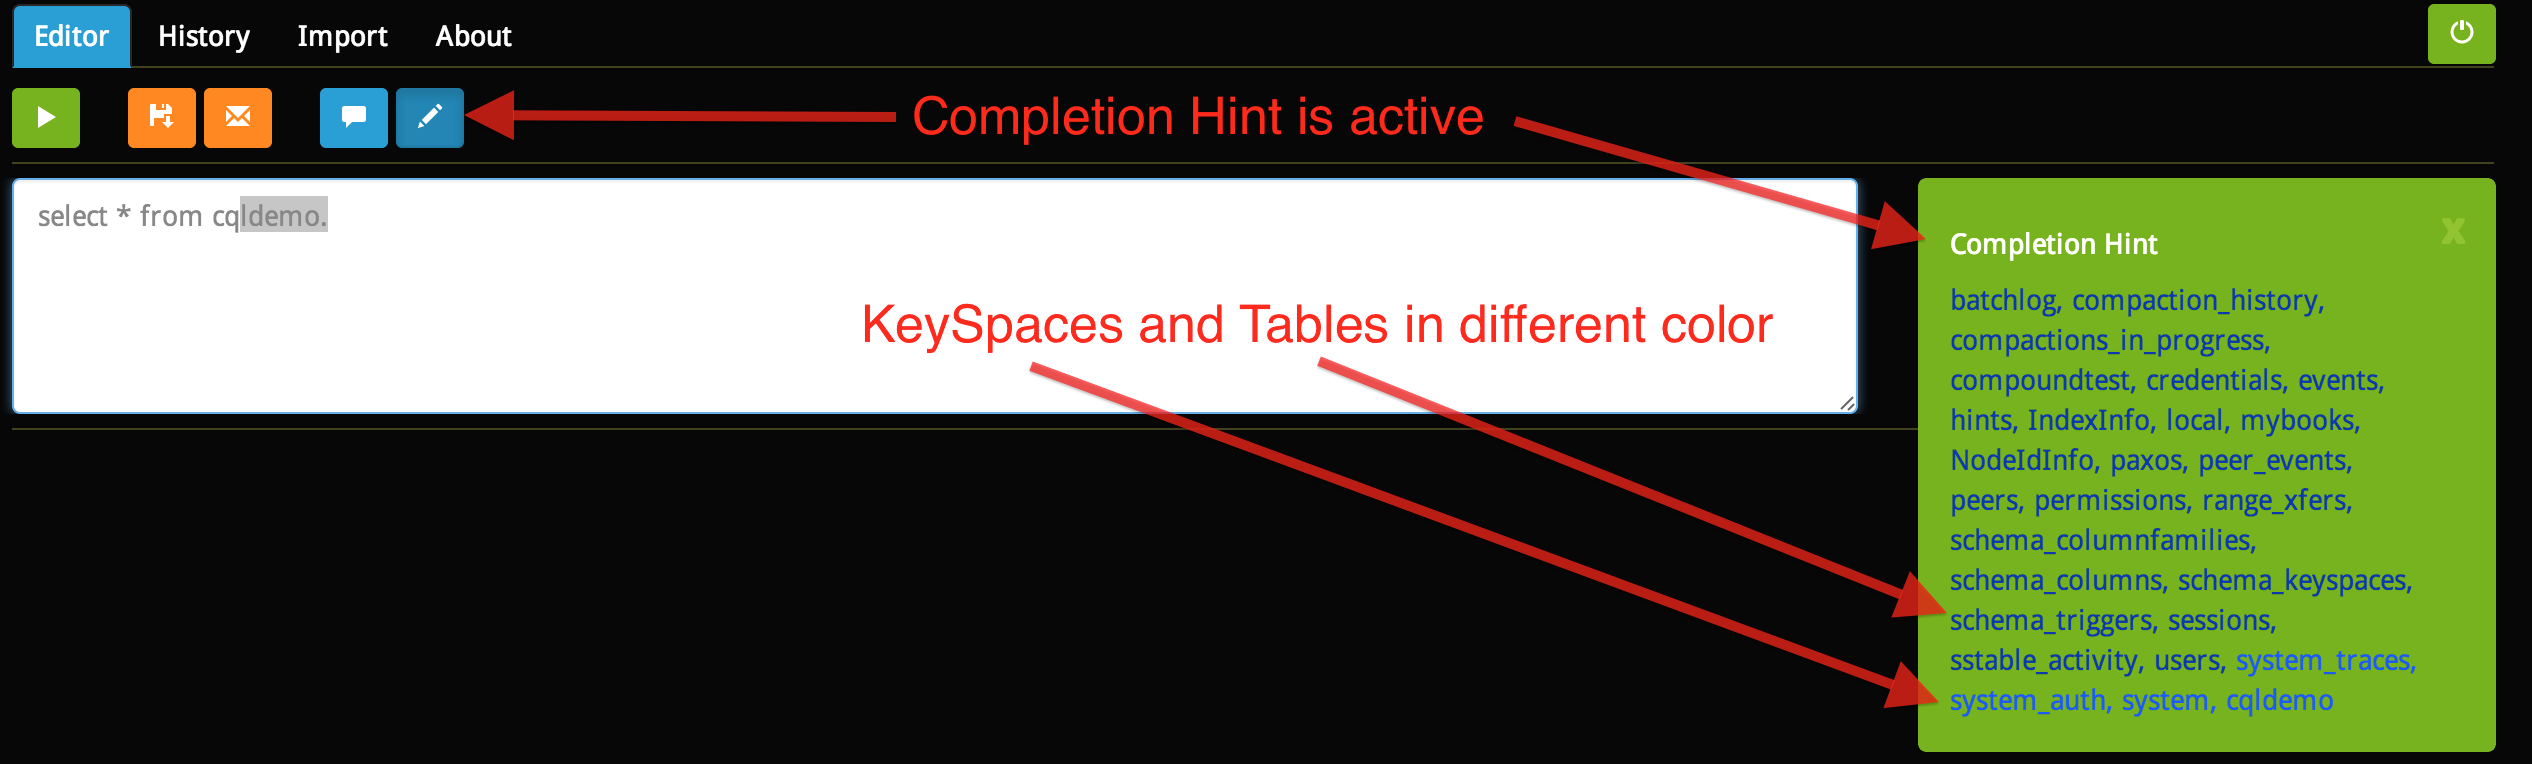 Editor History Import About
Completion Hint is active
select * from cqldemo.
KeySpaces and Tables in different color
Completion Hint X
batchlog, compaction_history,
compactions_in_progress,
compoundtest, credentials, events,
hints, IndexInfo, local, mybooks,
NodeIdInfo, paxos, peer_events,
peers, permissions, range_xfers,
schema_columnfamilies,
schema_columns, schema_keyspaces,
schema_triggers, sessions,
sstable_activity, users, system_traces,
system_auth, system, cqldemo